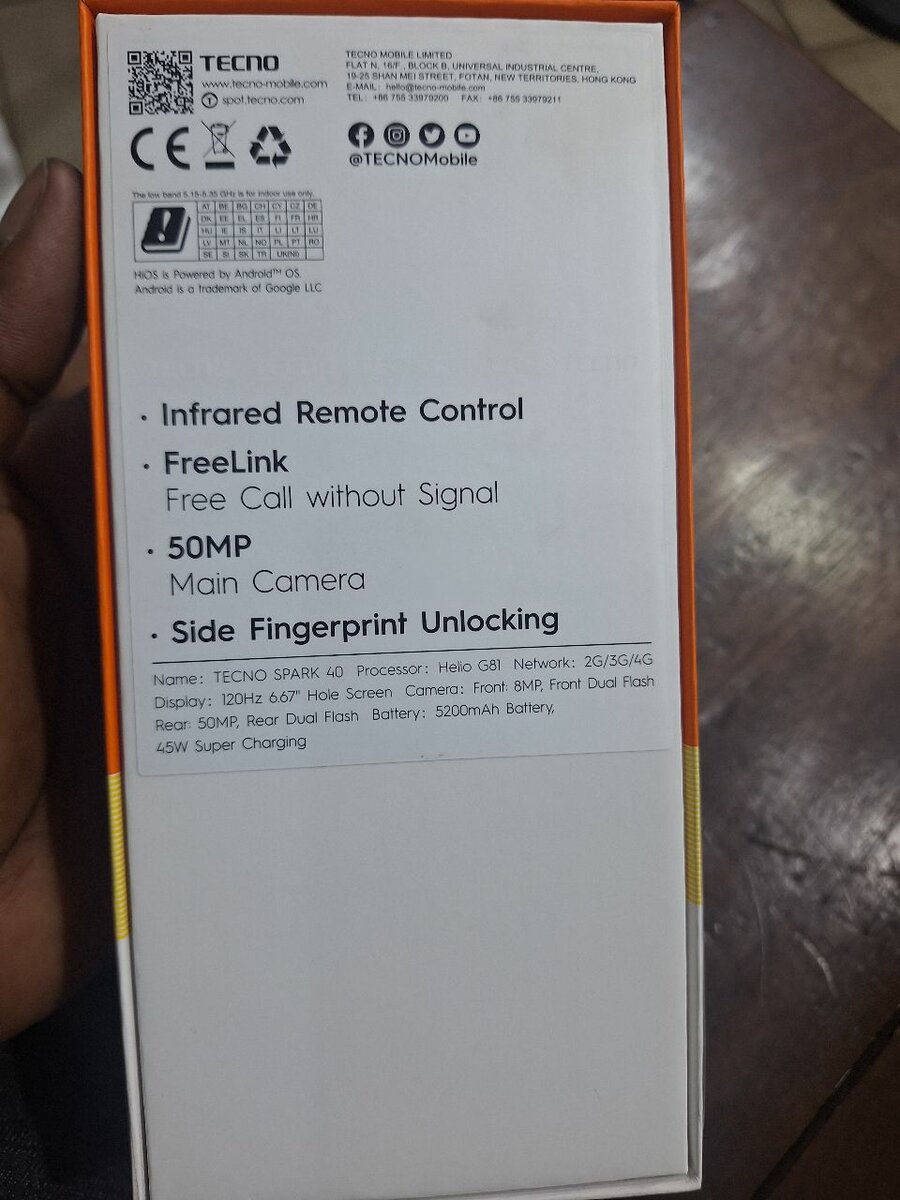 TECNO
www.tecno-mobile.com
spot.tecno.com
TECNO MOBILE LIMITED
FLAT N, 16/F., BLOCK B, UNIVERSAL INDUSTRIAL CENTRE,
19-25 SHAN MEI STREET, FOTAN, NEW TERRITORIES, HONG KONG
E-MAIL: hello@tecno-mobile.com
TEL: +86 755 33979200 FAX: +86 755 33979211
CE
@TECNOMobile
The low band 5.15-5.35 GHz is for indoor use only.
AT BE BG CH CY CZ DE
DK EE EL ES FI FR HR
HU IE IS IT LI LT LU
LV MT NL NO PL PT RO
SE SI SK TR UK(NI)
HiOS is Powered by Android™ OS.
Android is a trademark of Google LLC
• Infrared Remote Control
• FreeLink
Free Call without Signal
• 50MP
Main Camera
• Side Fingerprint Unlocking
Name: TECNO SPARK 40 Processor: Helio G81 Network: 2G/3G/4G
Display: 120Hz 6.67" Hole Screen Camera: Front: 8MP, Front Dual Flash
Rear: 50MP, Rear Dual Flash Battery: 5200mAh Battery,
45W Super Charging